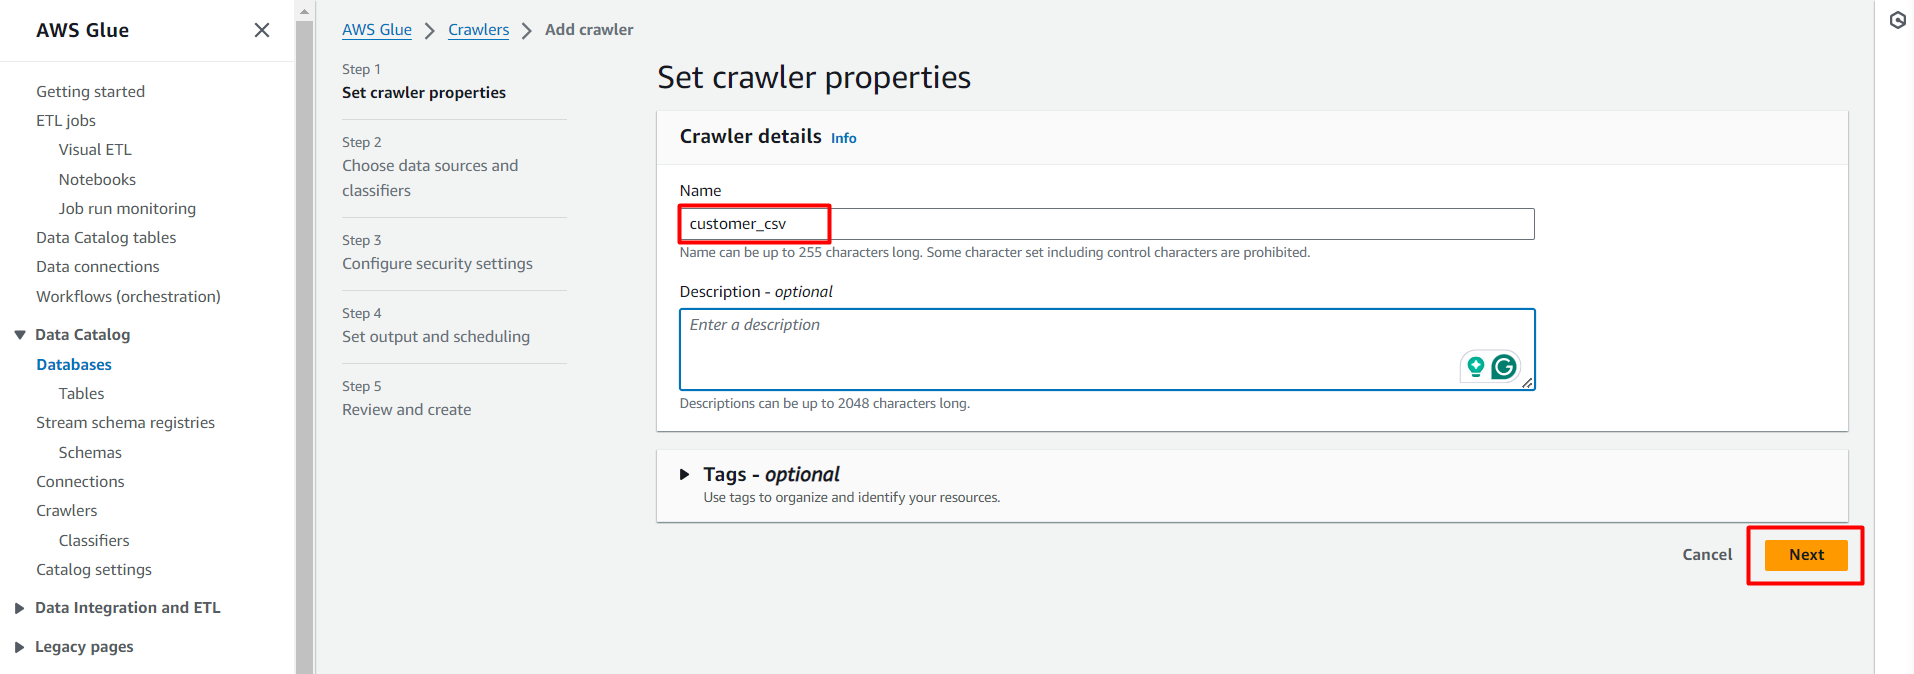 AWS Glue
Getting started
ETL jobs
Visual ETL
Notebooks
Job run monitoring
Data Catalog tables
Data connections
Workflows (orchestration)
Data Catalog
Databases
Tables
Stream schema registries
Schemas
Connections
Crawlers
Classifiers
Catalog settings
Data Integration and ETL
Legacy pages
AWS Glue > Crawlers > Add crawler
Step 1
Set crawler properties
Step 2
Choose data sources and
classifiers
Step 3
Configure security settings
Step 4
Set output and scheduling
Step 5
Review and create
Set crawler properties
Crawler details Info
Name
customer_csv
Name can be up to 255 characters long. Some character set including control characters are prohibited.
Description - optional
Enter a description
Descriptions can be up to 2048 characters long.
Tags - optional
Use tags to organize and identify your resources.
Cancel Next